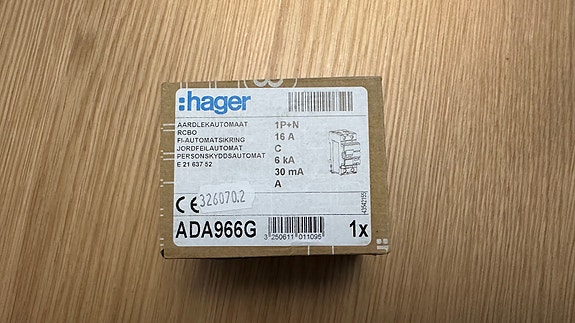 :hager
AARDLEKAUTOMAAT
RCBO
FI-AUTOMATSIKRING
JORDFEILAUTOMAT
PERSONSKYDDSAUTOMAT
E 21 637 52
1P+N
16 A
C
6 kA
30 mA
A
CE 326070.2
ADA966G
3 250611 011095
1x